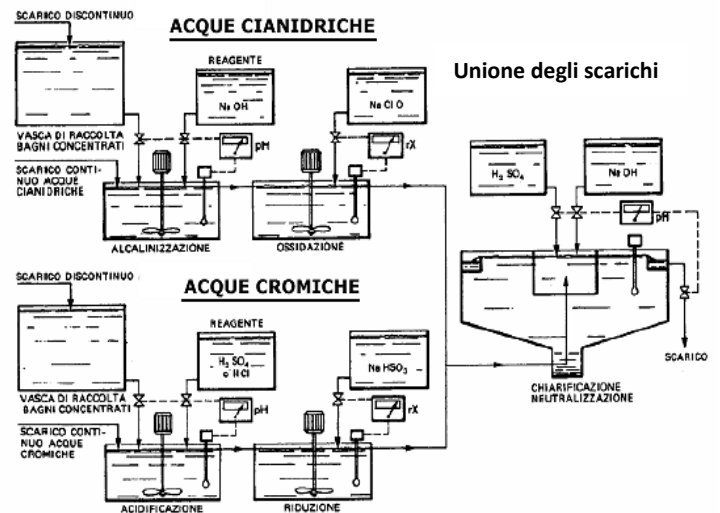 SCARICO DISCONTINUO
ACQUE CIANIDRICHE
REAGENTE
Na OH
Na Cl O
VASCA DI RACCOLTA
BAGNI CONCENTRATI
pH
rX
SCARICO CONTI-
NUO ACQUE
CIANIDRICHE
ALCALINIZZAZIONE
OSSIDAZIONE
Unione degli scarichi
H2 SO4
Na OH
pH
SCARICO
CHIARIFICAZIONE
NEUTRALIZZAZIONE
SCARICO DISCONTINUO
ACQUE CROMICHE
REAGENTE
H2 SO4
o HCl
Na HSO3
VASCA DI RACCOLTA
BAGNI CONCENTRATI
pH
rX
SCARICO CONTI-
NUO ACQUE
CROMICHE
ACIDIFICAZIONE
RIDUZIONE